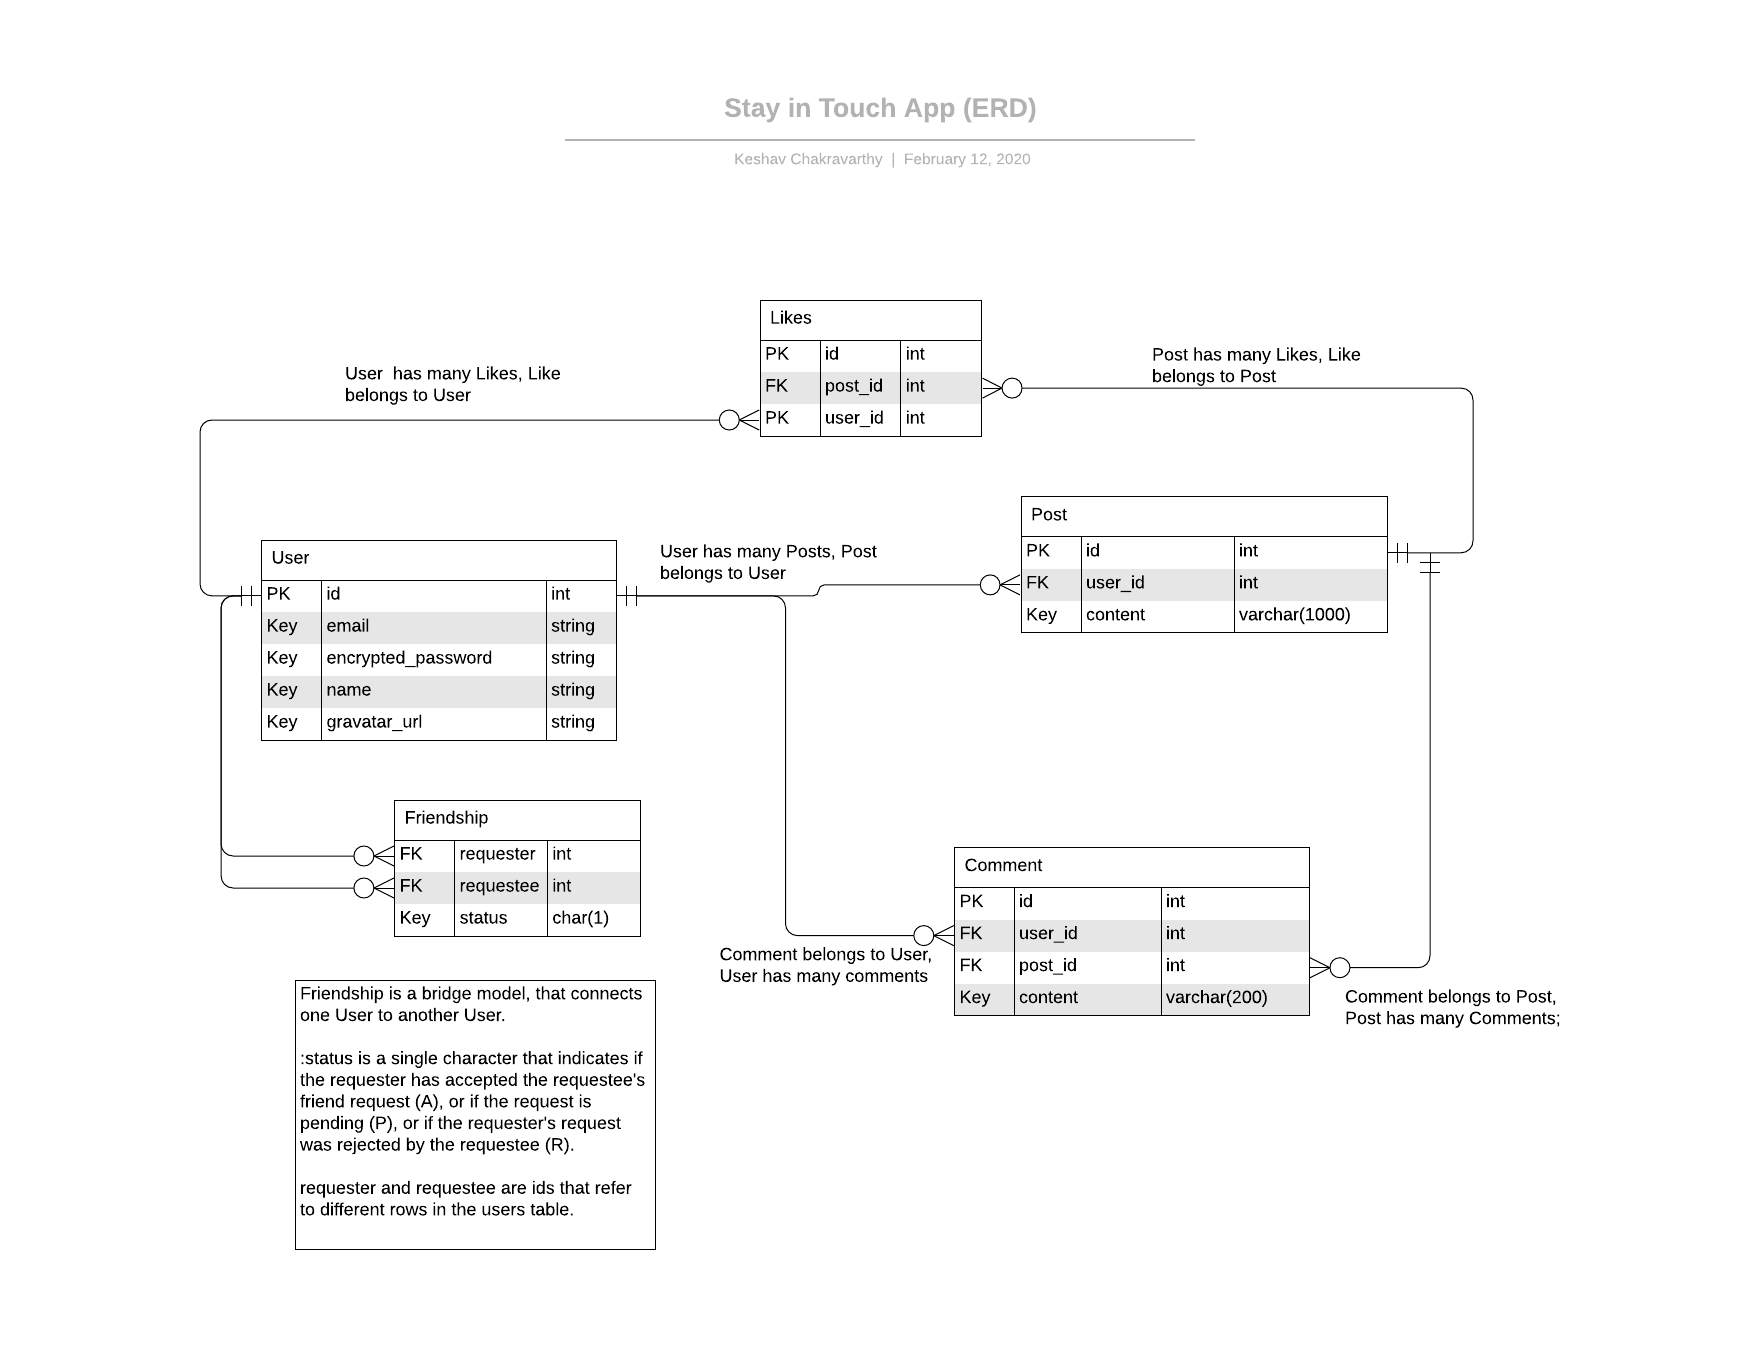 Stay in Touch App (ERD)
Keshav Chakravarthy | February 12, 2020
Likes
PK id int
FK post_id int
PK user_id int
User  has many Likes, Like
belongs to User
Post has many Likes, Like
belongs to Post
Post
PK id int
FK user_id int
Key content varchar(1000)
User
PK id int
Key email string
Key encrypted_password string
Key name string
Key gravatar_url string
User has many Posts, Post
belongs to User
Friendship
FK requester int
FK requestee int
Key status char(1)
Comment
PK id int
FK user_id int
FK post_id int
Key content varchar(200)
Comment belongs to User,
User has many comments
Comment belongs to Post,
Post has many Comments;
Friendship is a bridge model, that connects
one User to another User.
:status is a single character that indicates if
the requester has accepted the requestee's
friend request (A), or if the request is
pending (P), or if the requester's request
was rejected by the requestee (R).
requester and requestee are ids that refer
to different rows in the users table.